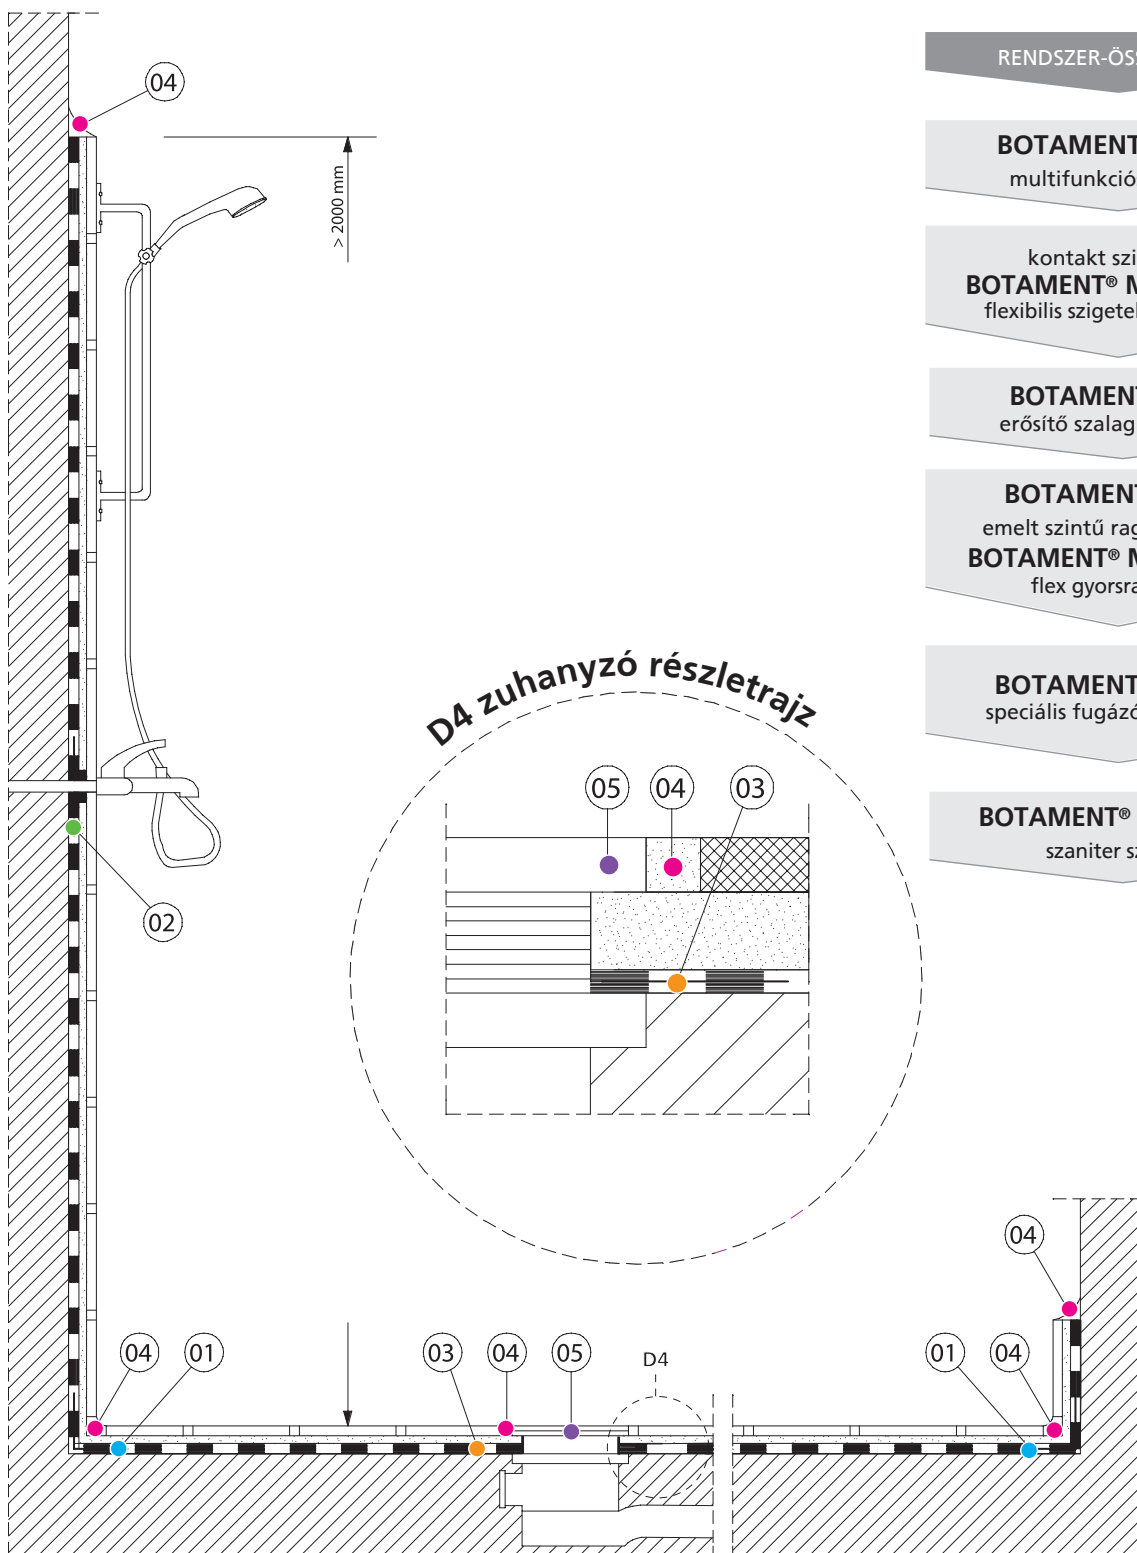 04
> 2000 mm
02
D4 zuhanyzó részletrajz
05
04
03
04
01
03
04
05
D4
01
04
04
RENDSZER-ÖSS
BOTAMENT
multifunkció
kontakt szi
BOTAMENT® M
flexibilis szigetel
BOTAMENT
erősítő szalag
BOTAMENT
emelt szintű rag
BOTAMENT® M
flex gyorsra
BOTAMENT
speciális fugázó
BOTAMENT®
szaniter sz